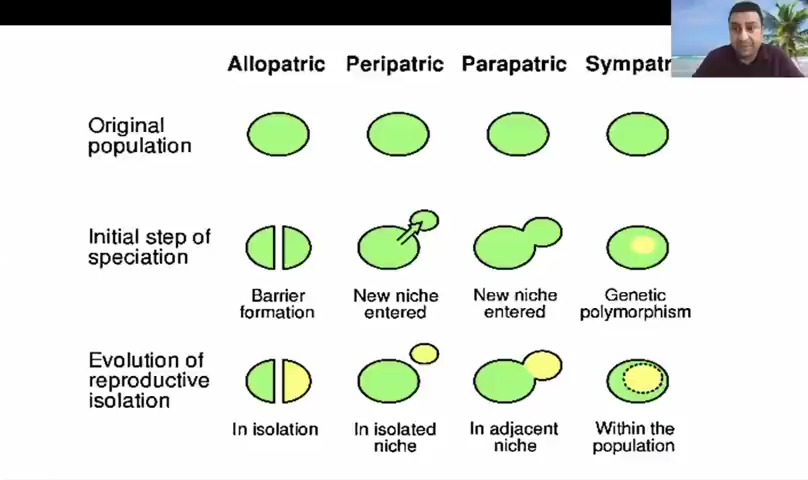 Allopatric Peripatric Parapatric Sympatr
Original
population
Initial step of
speciation
Barrier
formation
New niche
entered
New niche
entered
Genetic
polymorphism
Evolution of
reproductive
isolation
In isolation
In isolated
niche
In adjacent
niche
Within the
population